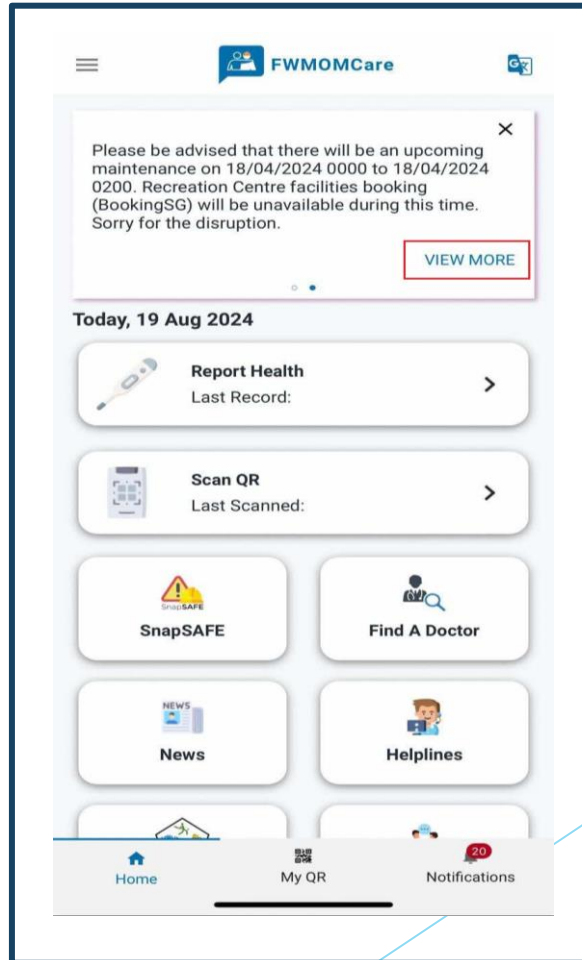 FWMOMCare
Please be advised that there will be an upcoming
maintenance on 18/04/2024 0000 to 18/04/2024
0200. Recreation Centre facilities booking
(BookingSG) will be unavailable during this time.
Sorry for the disruption.
VIEW MORE
Today, 19 Aug 2024
Report Health
Last Record:
Scan QR
Last Scanned:
SnapSAFE
SnapSAFE
Find A Doctor
NEWS
News
Helplines
20
Home
My QR
Notifications